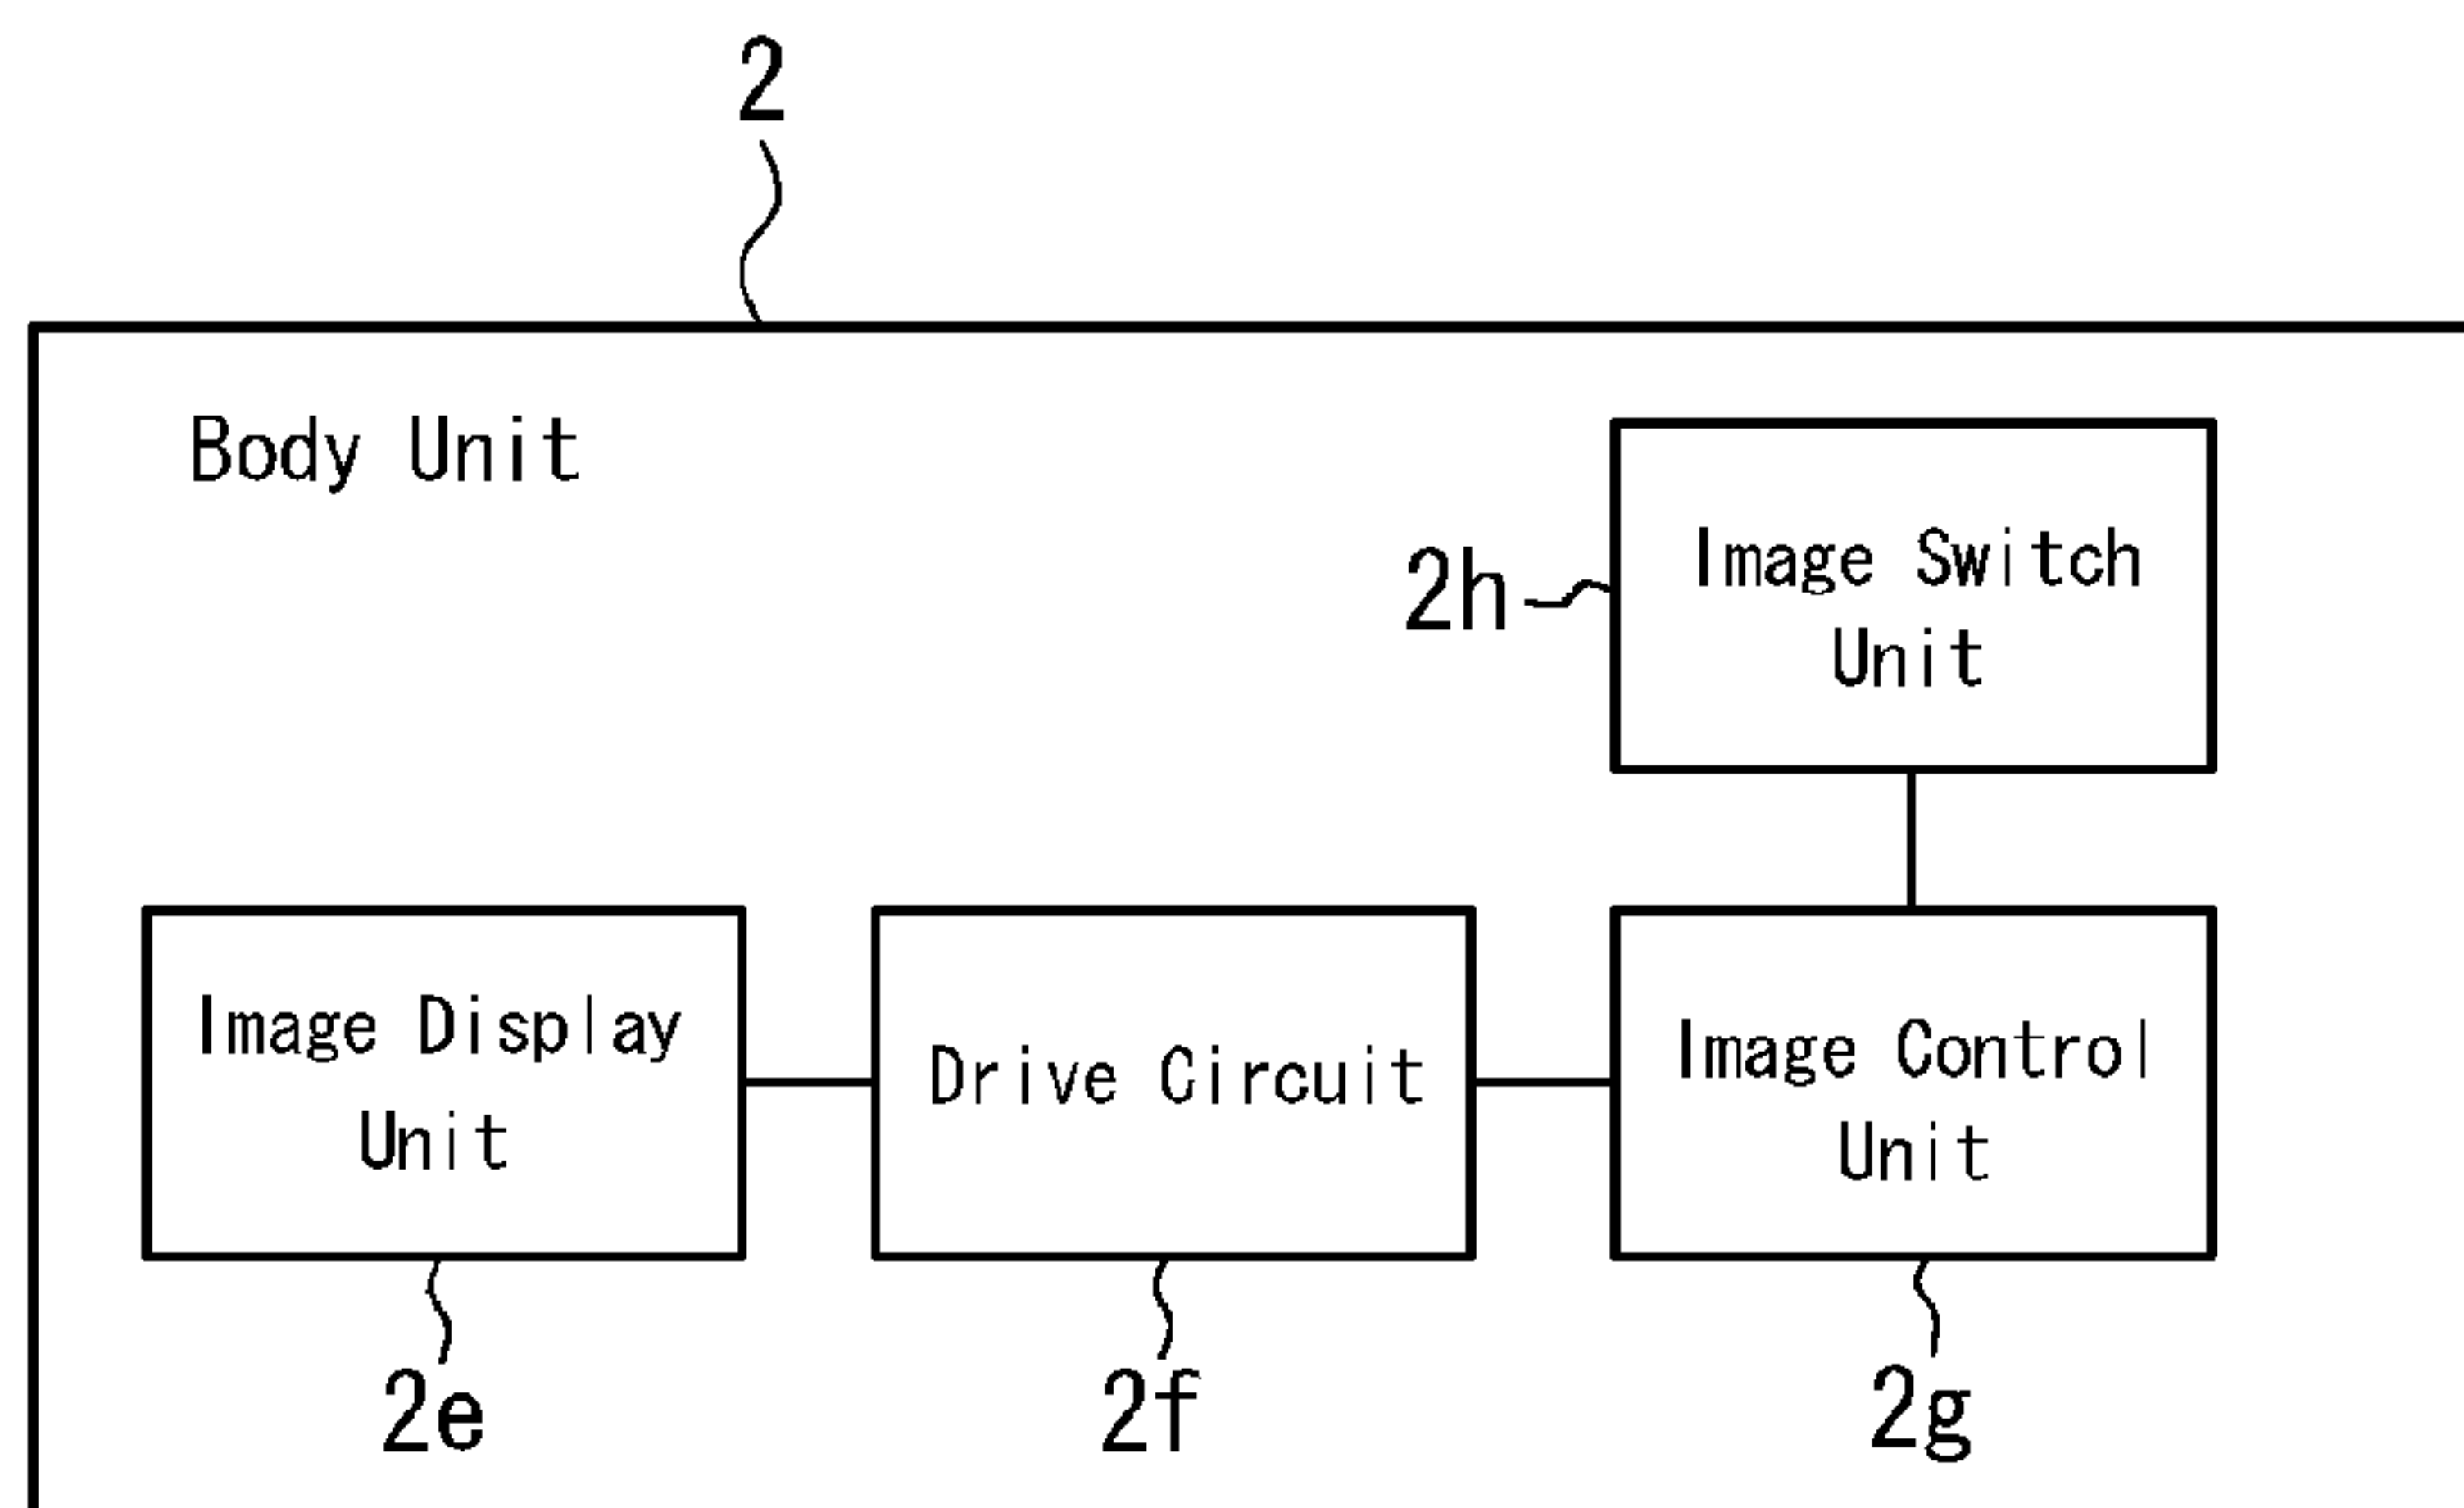 2
Body Unit
2h
Image Switch
Unit
Image Display
Unit
Drive Circuit
Image Control
Unit
2e
2f
2g